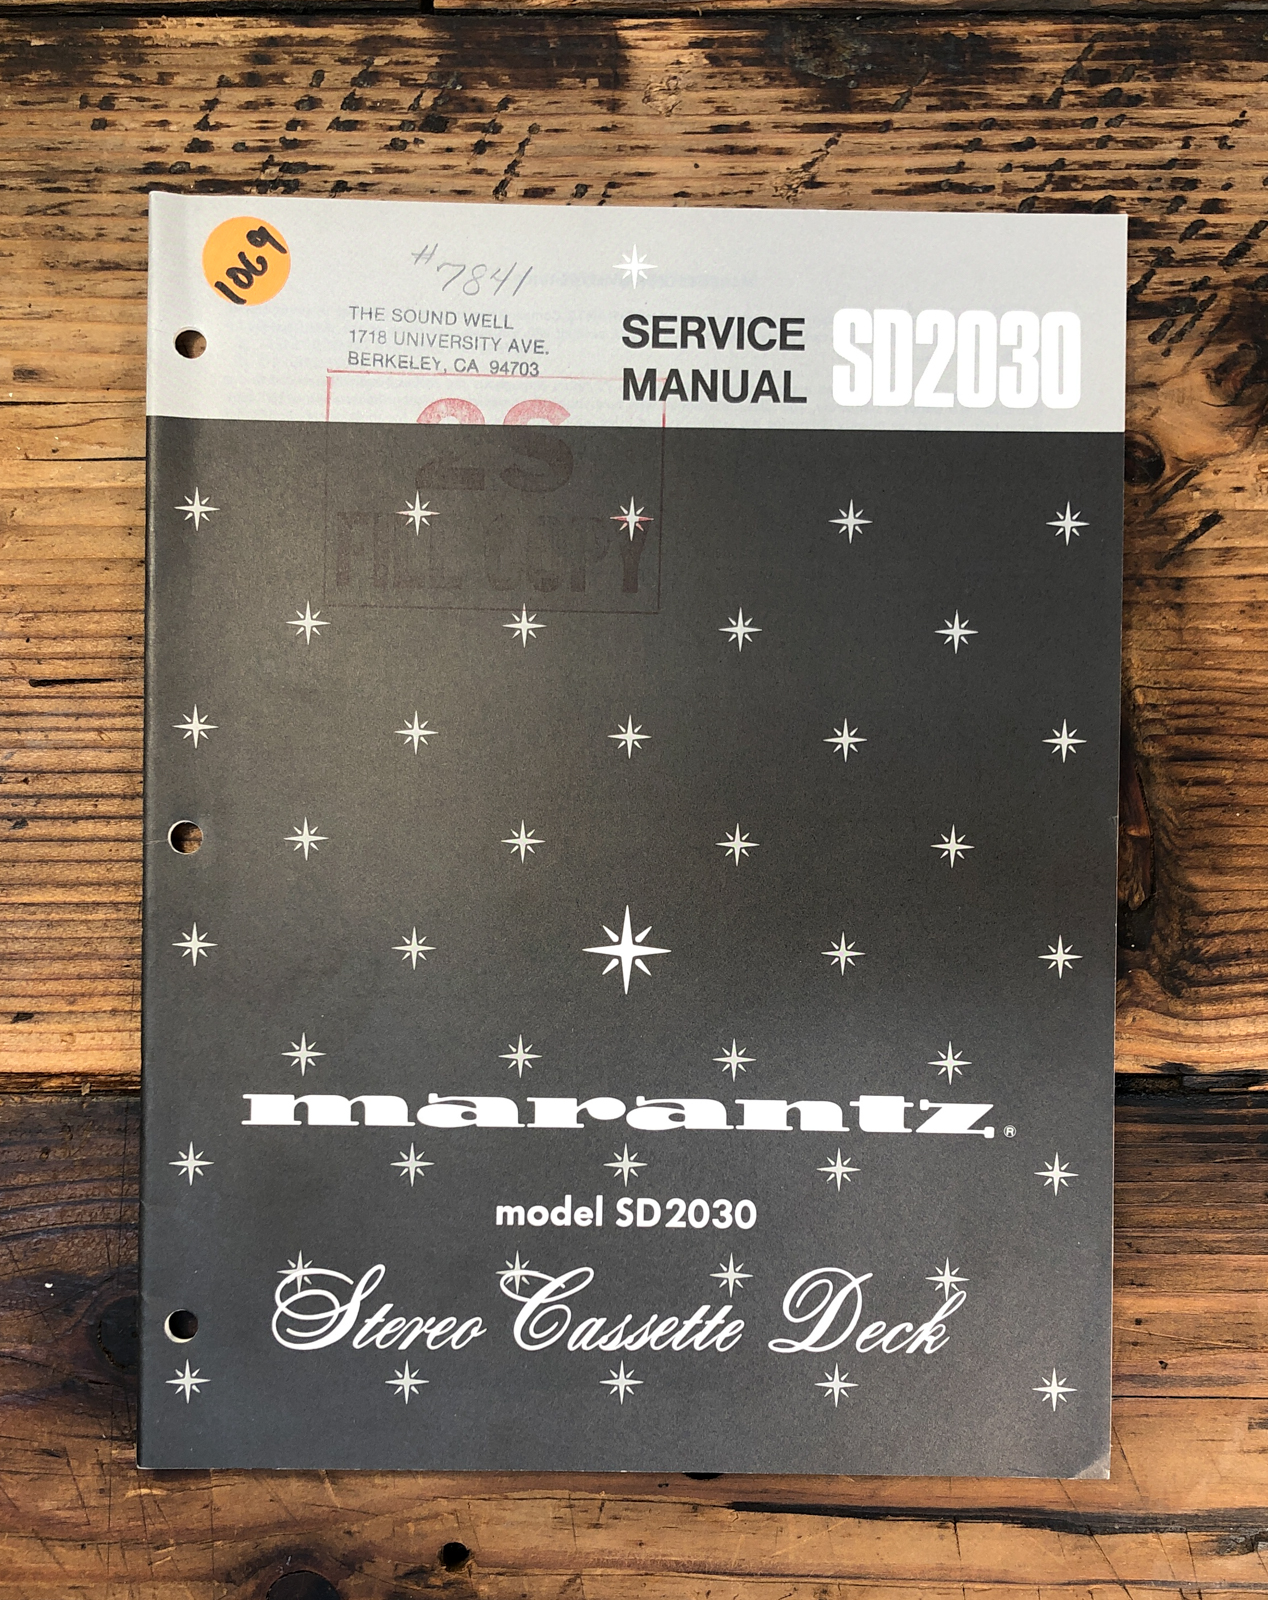 1069
#7841
THE SOUND WELL
1718 UNIVERSITY AVE.
BERKELEY, CA 94703
SERVICE
MANUAL
SD2030
2S
FILE COPY
marantz®
model SD2030
Stereo Cassette Deck